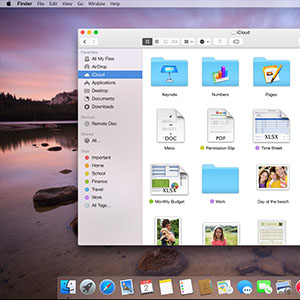 Finder File Edit View Go Window Help
iCloud
Favorites
All My Files
AirDrop
iCloud
Applications
Desktop
Documents
Downloads
Devices
Remote Disc
Shared
All...
Tags
Important
Home
School
Finance
Travel
Work
All Tags...
Keynote
Numbers
Pages
DOC
PDF
XLSX
Menu
Permission Slip
Time Sheet
XLSX
Monthly Budget
Work
Day at the beach